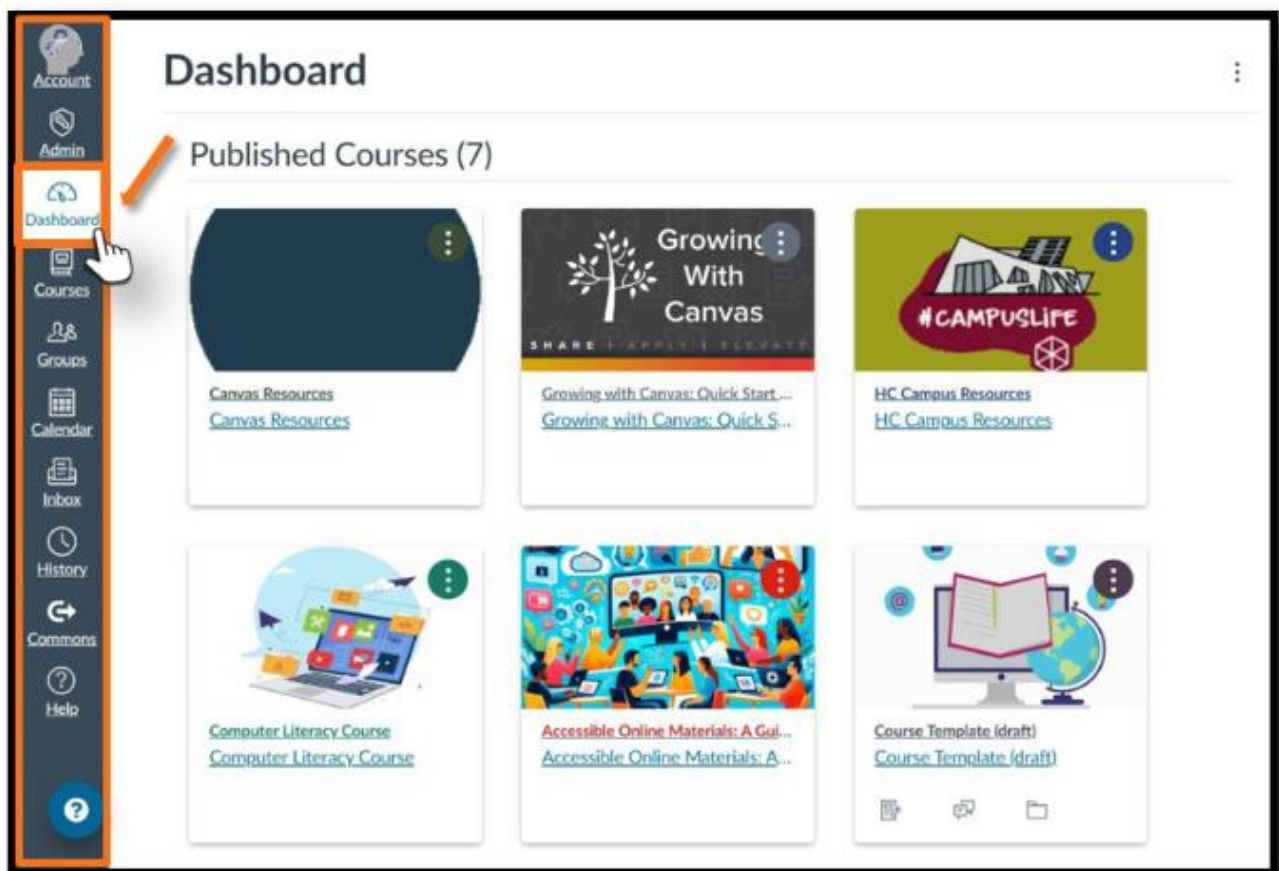 Account
Admin
Dashboard
Courses
Groups
Calendar
Inbox
History
Commons
Help
Dashboard
Published Courses (7)
Canvas Resources
Canvas Resources
Growing
With
Canvas
SHARE | APPLY | ELEVATE
Growing with Canvas: Quick Start ...
Growing with Canvas: Quick S...
#CAMPUSLIFE
HC Campus Resources
HC Campus Resources
Computer Literacy Course
Computer Literacy Course
Accessible Online Materials: A Gui...
Accessible Online Materials: A...
Course Template (draft)
Course Template (draft)